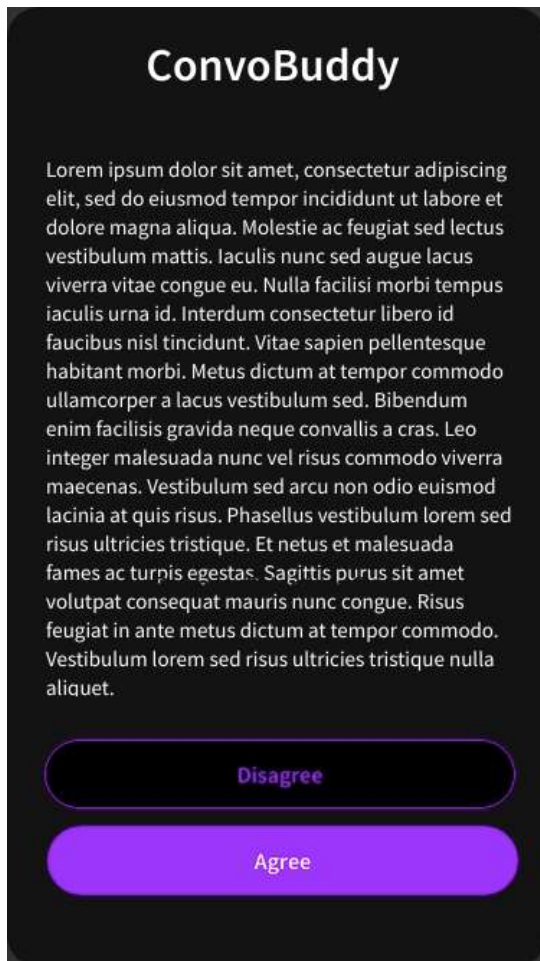 ConvoBuddy
Lorem ipsum dolor sit amet, consectetur adipiscing
elit, sed do eiusmod tempor incididunt ut labore et
dolore magna aliqua. Molestie ac feugiat sed lectus
vestibulum mattis. Iaculis nunc sed augue lacus
viverra vitae congue eu. Nulla facilisi morbi tempus
iaculis urna id. Interdum consectetur libero id
faucibus nisl tincidunt. Vitae sapien pellentesque
habitant morbi. Metus dictum at tempor commodo
ullamcorper a lacus vestibulum sed. Bibendum
enim facilisis gravida neque convallis a cras. Leo
integer malesuada nunc vel risus commodo viverra
maecenas. Vestibulum sed arcu non odio euismod
lacinia at quis risus. Phasellus vestibulum lorem sed
risus ultricies tristique. Et netus et malesuada
fames ac turpis egestas. Sagittis purus sit amet
volutpat consequat mauris nunc congue. Risus
feugiat in ante metus dictum at tempor commodo.
Vestibulum lorem sed risus ultricies tristique nulla
aliquet.
Disagree
Agree